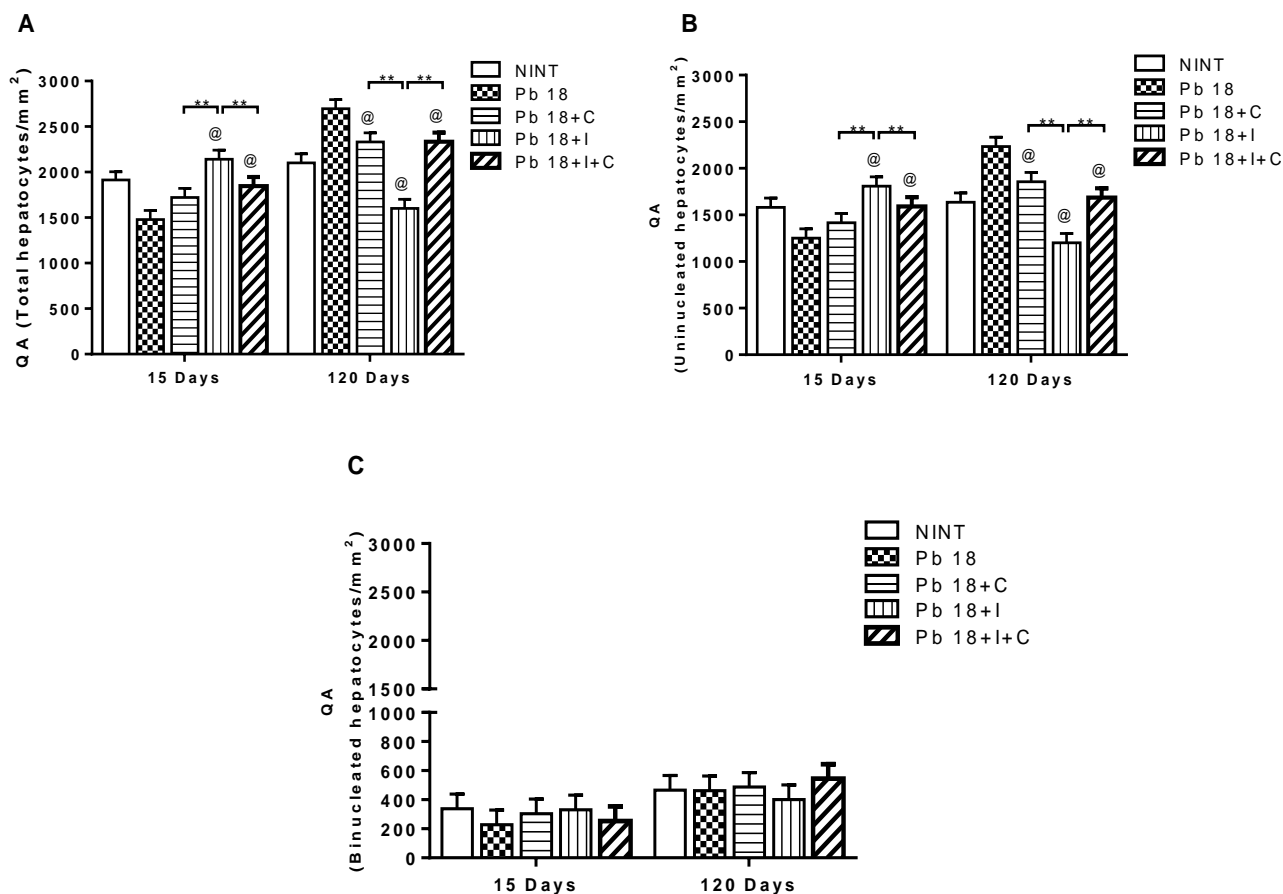 A
QA (Total hepatocytes/mm²)
3000
2500
2000
1500
1000
500
0
** **
@ @
** **
@ @ @
15 Days 120 Days
NINT
Pb 18
Pb 18+C
Pb 18+I
Pb 18+I+C
B
QA
(Uninucleated hepatocytes/mm²)
3000
2500
2000
1500
1000
500
0
** **
@ @
** **
@ @ @
15 Days 120 Days
NINT
Pb 18
Pb 18+C
Pb 18+I
Pb 18+I+C
C
QA
(Binucleated hepatocytes/mm²)
3000
2500
2000
1500
1000
800
600
400
200
0
15 Days 120 Days
NINT
Pb 18
Pb 18+C
Pb 18+I
Pb 18+I+C